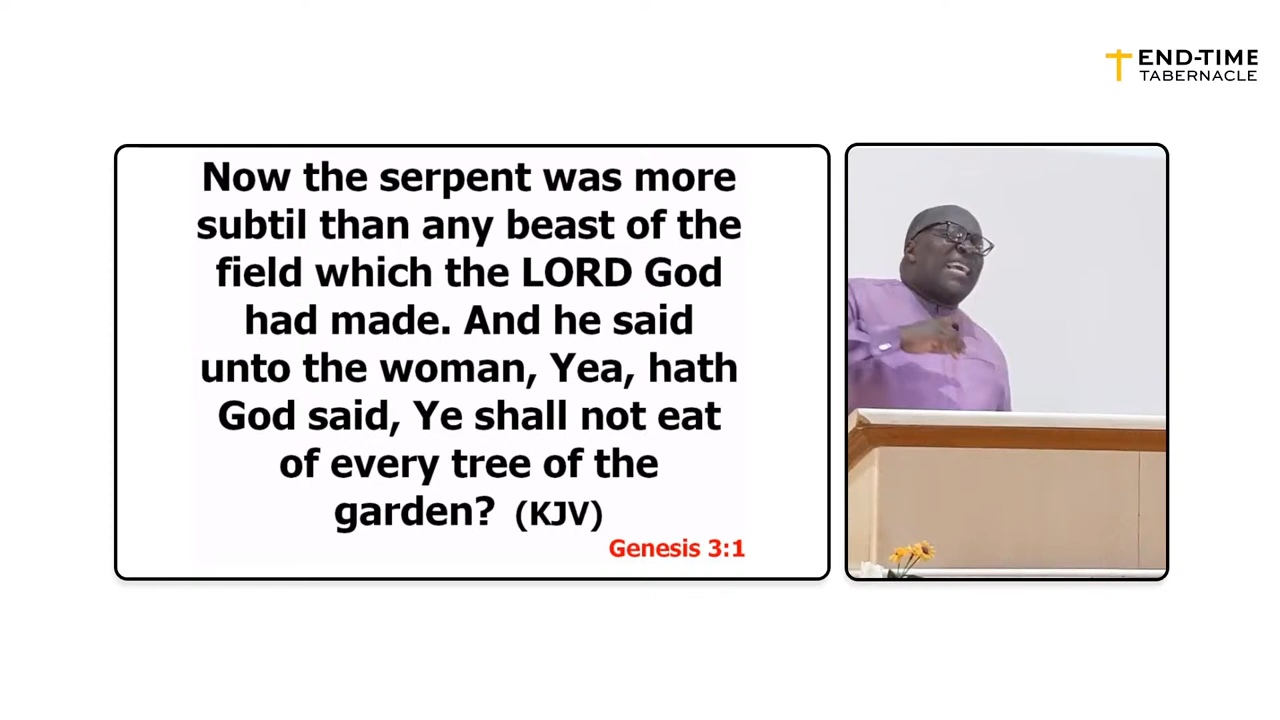 END-TIME
TABERNACLE
Now the serpent was more
subtil than any beast of the
field which the LORD God
had made. And he said
unto the woman, Yea, hath
God said, Ye shall not eat
of every tree of the
garden? (KJV)
Genesis 3:1